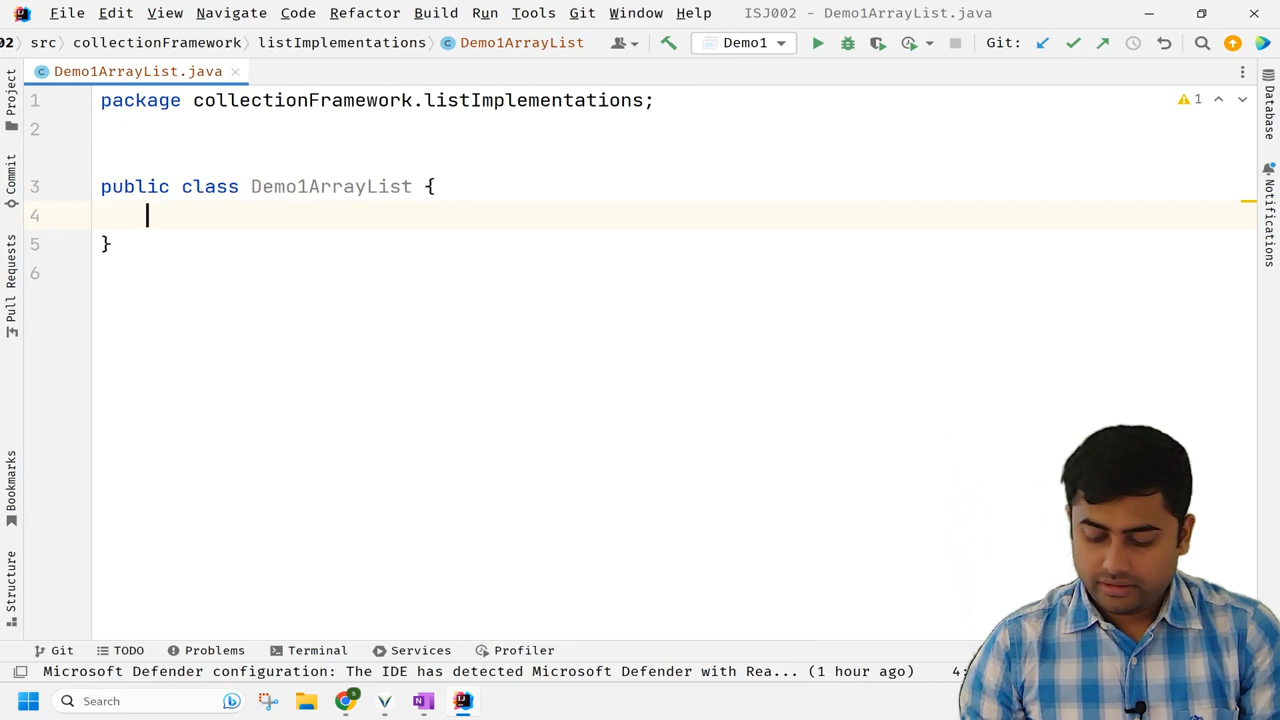 File Edit View Navigate Code Refactor Build Run Tools Git Window Help ISJ002 – Demo1ArrayList.java
02 src collectionFramework listImplementations Demo1ArrayList Demo1 Git:
Demo1ArrayList.java
Project
Commit
Pull Requests
Bookmarks
Structure
1 package collectionFramework.listImplementations;
2
3 public class Demo1ArrayList {
4
5 }
6
1
Database
Notifications
Git TODO Problems Terminal Services Profiler
Microsoft Defender configuration: The IDE has detected Microsoft Defender with Rea... (1 hour ago) 4:
Search